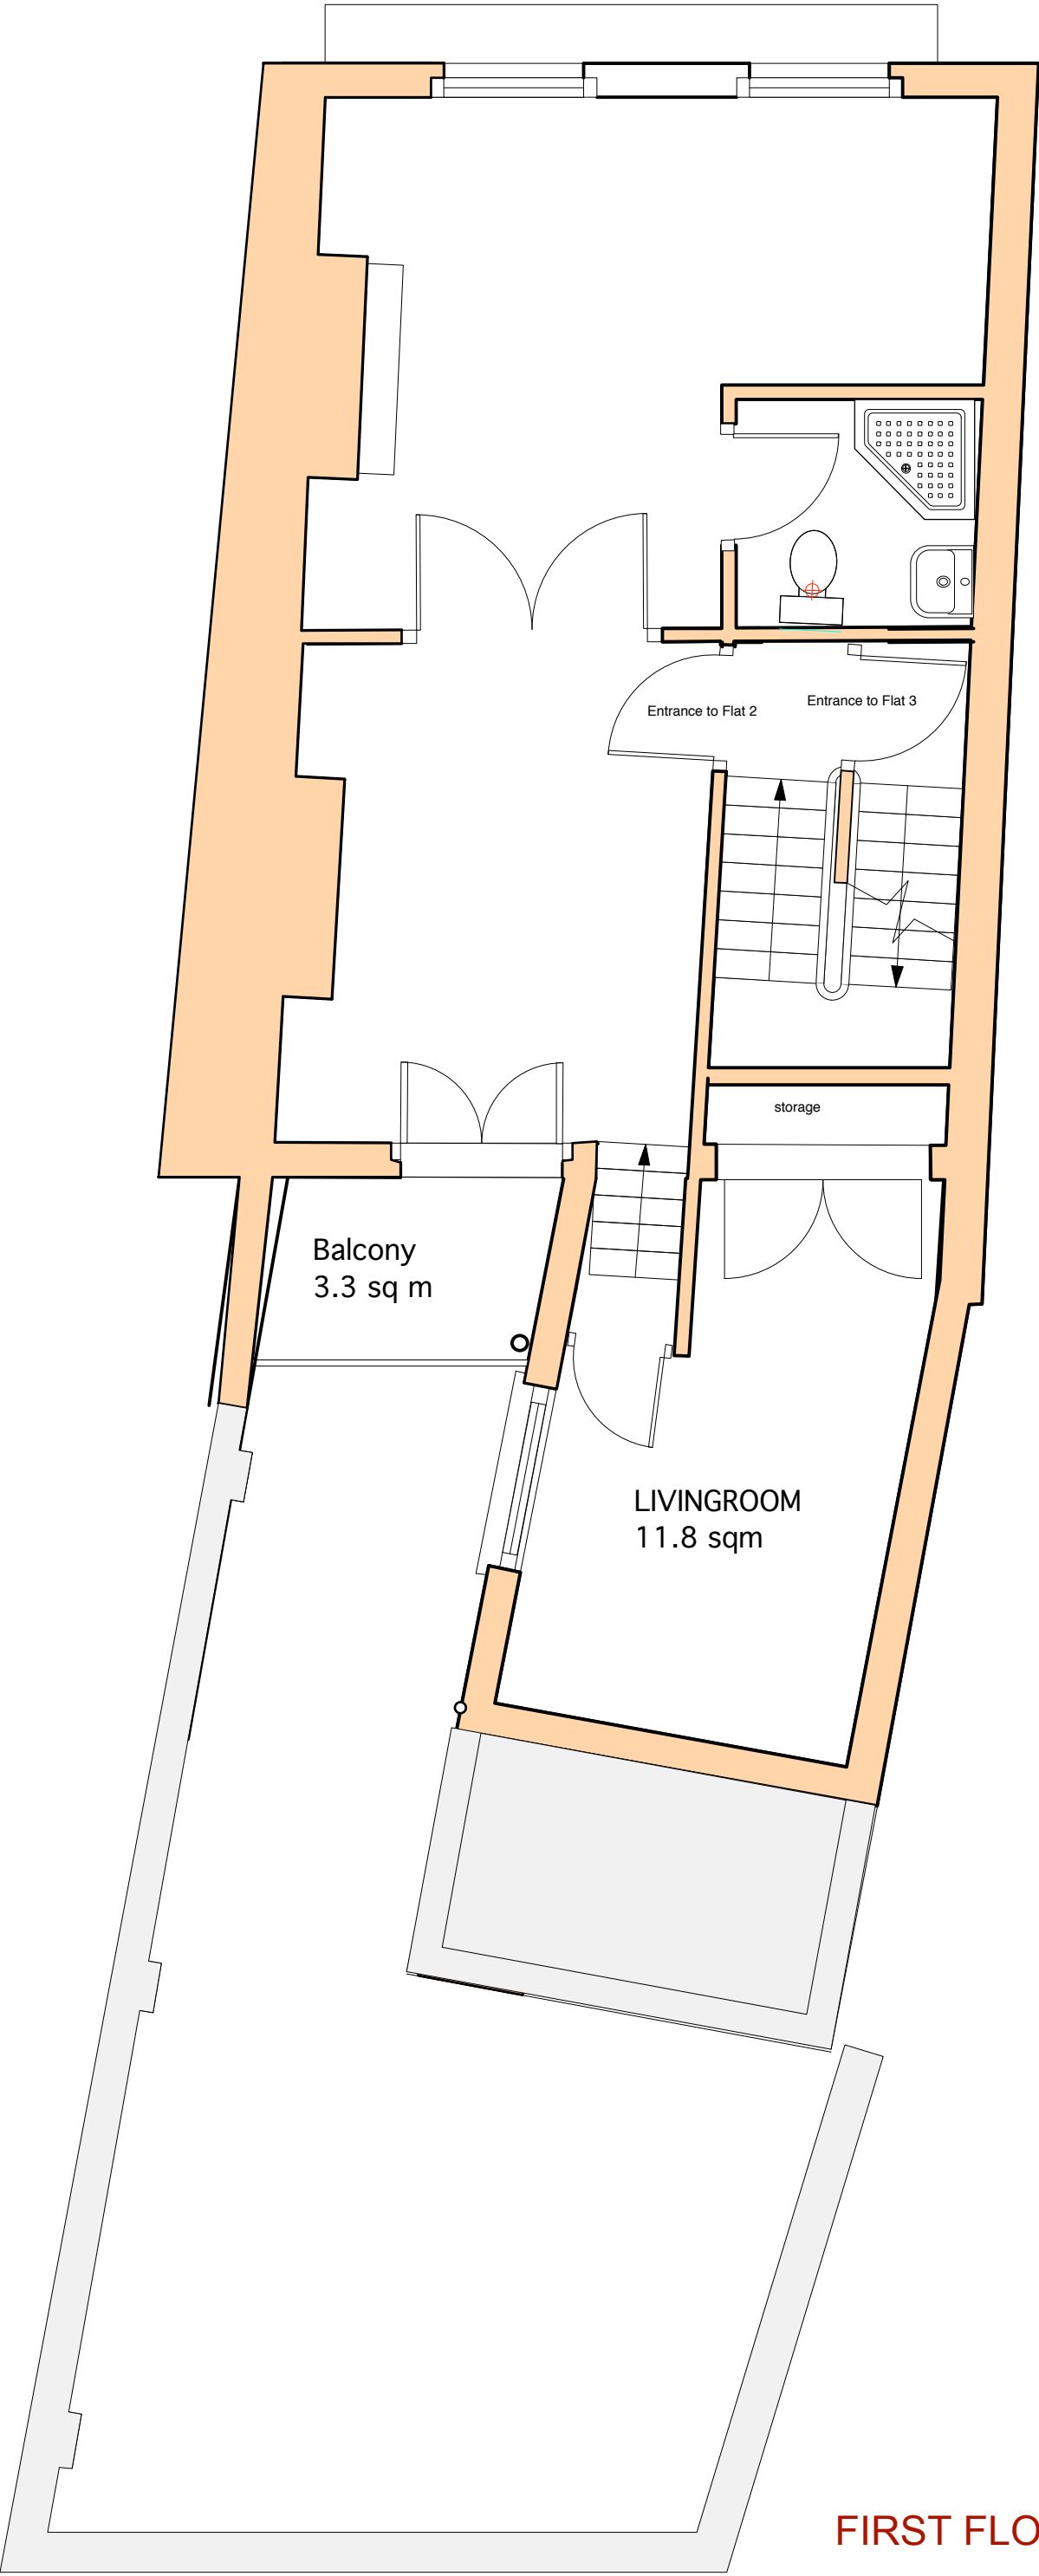 Entrance to Flat 2
Entrance to Flat 3
storage
Balcony
3.3 sq m
LIVINGROOM
11.8 sqm
FIRST FLO